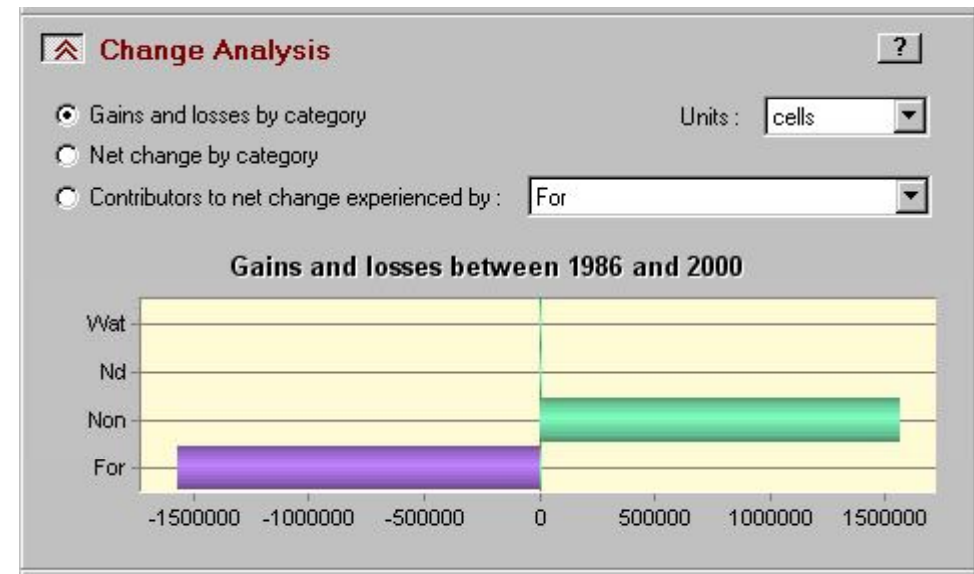 Change Analysis ?
Gains and losses by category Units : cells
Net change by category
Contributors to net change experienced by : For
Gains and losses between 1986 and 2000
Wat
Nd
Non
For
-1500000 -1000000 -500000 0 500000 1000000 1500000